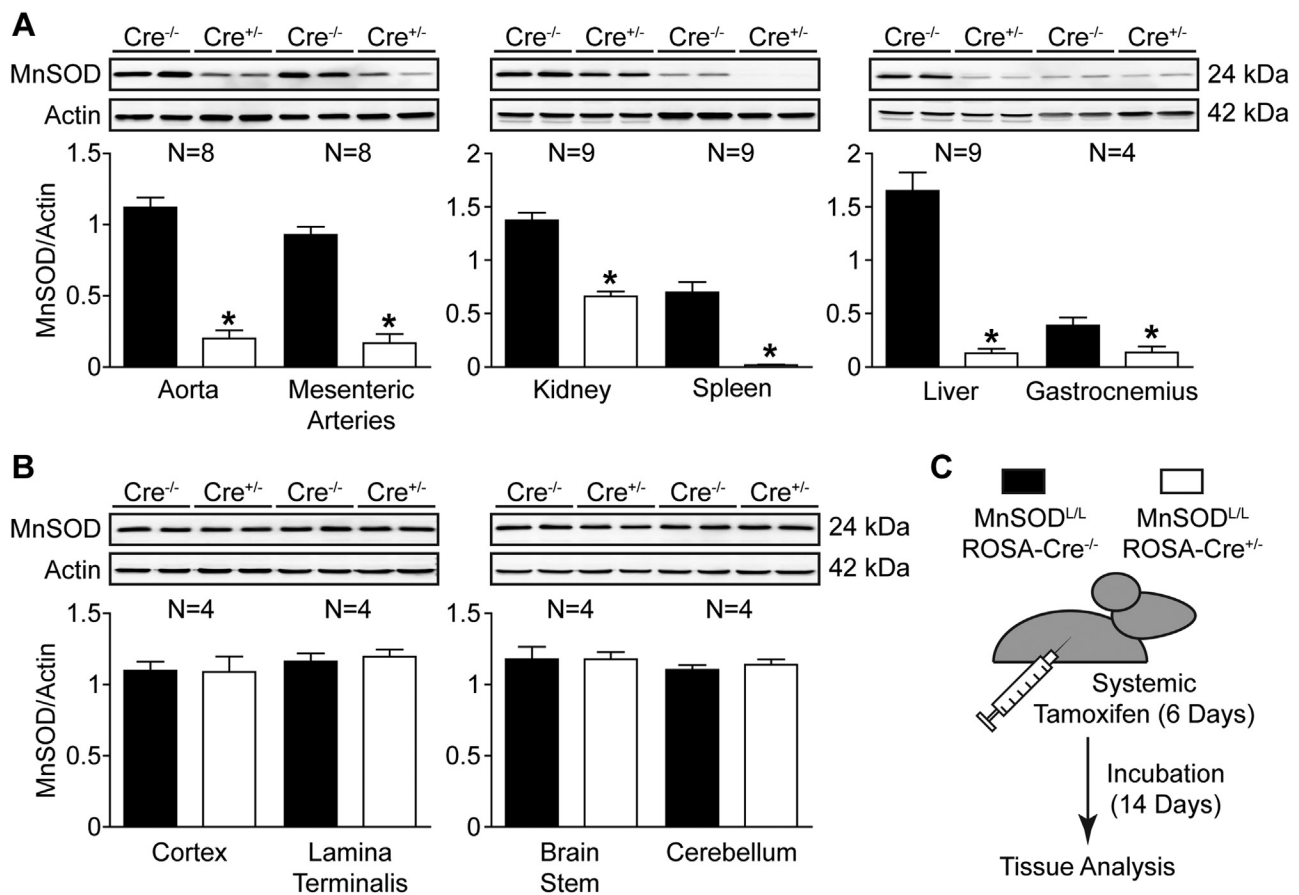 A
Cre-/- Cre+/- Cre-/- Cre+/- Cre-/- Cre+/- Cre-/- Cre+/- Cre-/- Cre+/- Cre-/- Cre+/-
MnSOD 24 kDa
Actin 42 kDa
N=8 N=8 N=9 N=9 N=9 N=4
MnSOD/Actin
1.5
1
0.5
0
* *
Aorta Mesenteric
Arteries
2
1.5
1
0.5
0
* *
Kidney Spleen
2
1.5
1
0.5
0
* *
Liver Gastrocnemius
B
Cre-/- Cre+/- Cre-/- Cre+/- Cre-/- Cre+/- Cre-/- Cre+/-
MnSOD 24 kDa
Actin 42 kDa
N=4 N=4 N=4 N=4
MnSOD/Actin
1.5
1
0.5
0
Cortex Lamina
Terminalis
1.5
1
0.5
0
Brain Cerebellum
Stem
C
MnSODL/L MnSODL/L
ROSA-Cre-/- ROSA-Cre+/-
Systemic
Tamoxifen (6 Days)
Incubation
(14 Days)
Tissue Analysis